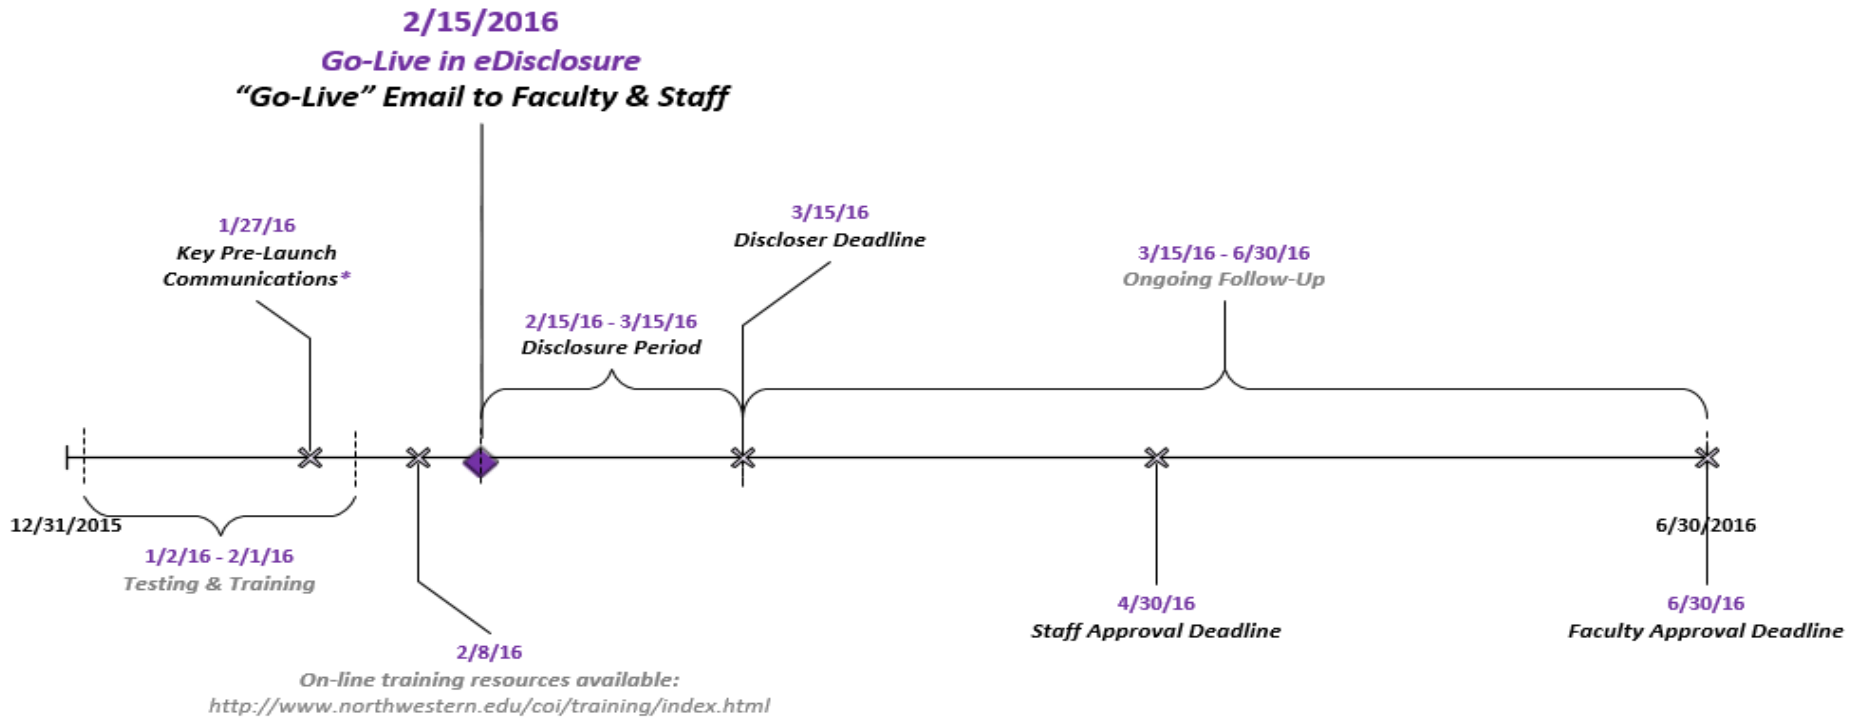 2/15/2016
Go-Live in eDisclosure
“Go-Live” Email to Faculty & Staff
1/27/16
Key Pre-Launch
Communications*
3/15/16
Discloser Deadline
3/15/16 - 6/30/16
Ongoing Follow-Up
2/15/16 - 3/15/16
Disclosure Period
12/31/2015
6/30/2016
1/2/16 - 2/1/16
Testing & Training
4/30/16
Staff Approval Deadline
6/30/16
Faculty Approval Deadline
2/8/16
On-line training resources available:
http://www.northwestern.edu/coi/training/index.html